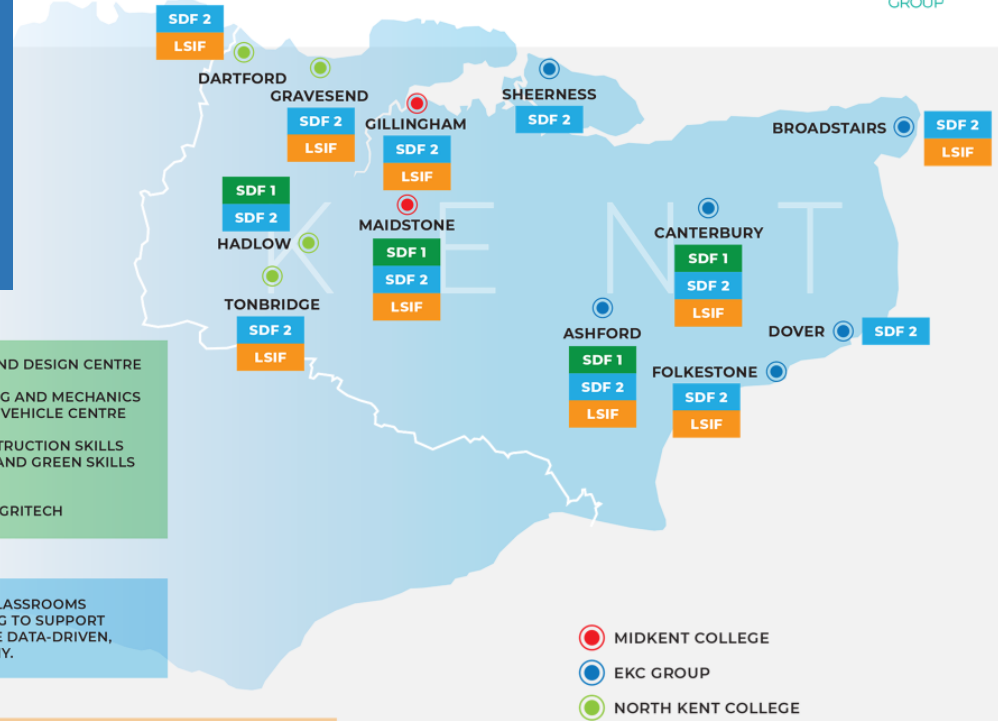 GROUP
SDF 2
LSIF
DARTFORD
GRAVESEND
SDF 2
LSIF
GILLINGHAM
SDF 2
LSIF
SHEERNESS
SDF 2
BROADSTAIRS
SDF 2
LSIF
SDF 1
SDF 2
HADLOW
MAIDSTONE
SDF 1
SDF 2
LSIF
KENT
CANTERBURY
SDF 1
SDF 2
LSIF
TONBRIDGE
SDF 2
LSIF
ASHFORD
SDF 1
SDF 2
LSIF
DOVER
SDF 2
FOLKESTONE
SDF 2
LSIF
ND DESIGN CENTRE
G AND MECHANICS
VEHICLE CENTRE
TRUCTION SKILLS
AND GREEN SKILLS
GRITECH
LASSROOMS
G TO SUPPORT
E DATA-DRIVEN,
Y.
MIDKENT COLLEGE
EKC GROUP
NORTH KENT COLLEGE